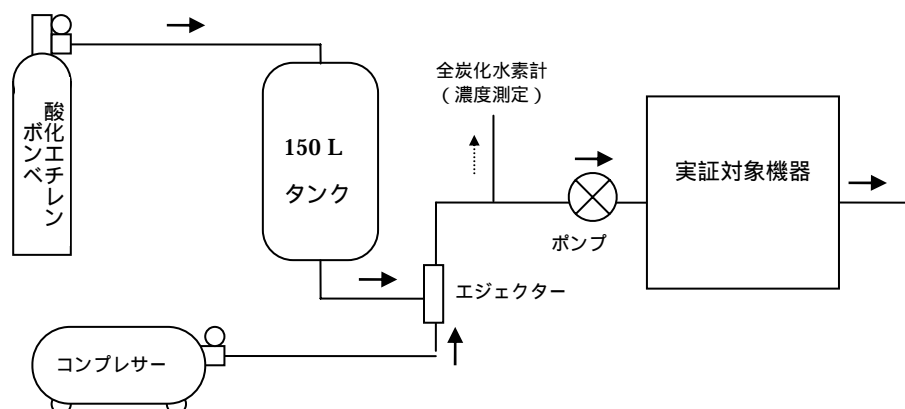 酸化エチレン
ボンベ
150 L
タンク
全炭化水素計
（濃度測定）
実証対象機器
ポンプ
エジェクター
コンプレサー